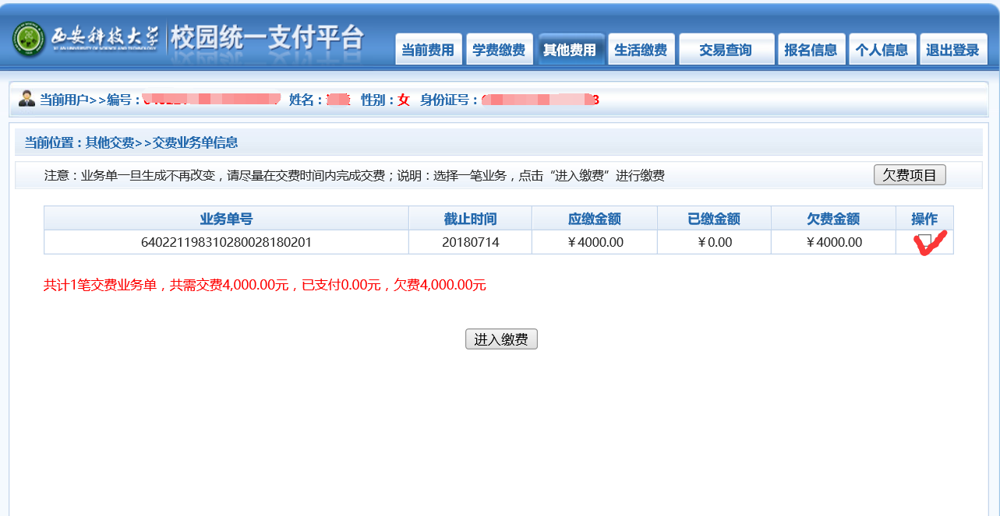 西安科技大学 校园统一支付平台
XI'AN UNIVERSITY OF SCIENCE AND TECHNOLOGY
当前费用 学费缴费 其他费用 生活缴费 交易查询 报名信息 个人信息 退出登录
当前用户>>编号： 姓名： 性别：女 身份证号：
当前位置：其他交费>>交费业务单信息
注意：业务单一旦生成不再改变，请尽量在交费时间内完成交费；说明：选择一笔业务，点击“进入缴费”进行缴费 欠费项目
业务单号 截止时间 应缴金额 已缴金额 欠费金额 操作
640221198310280028180201 20180714 ￥4000.00 ￥0.00 ￥4000.00
共计1笔交费业务单，共需交费4,000.00元，已支付0.00元，欠费4,000.00元
进入缴费